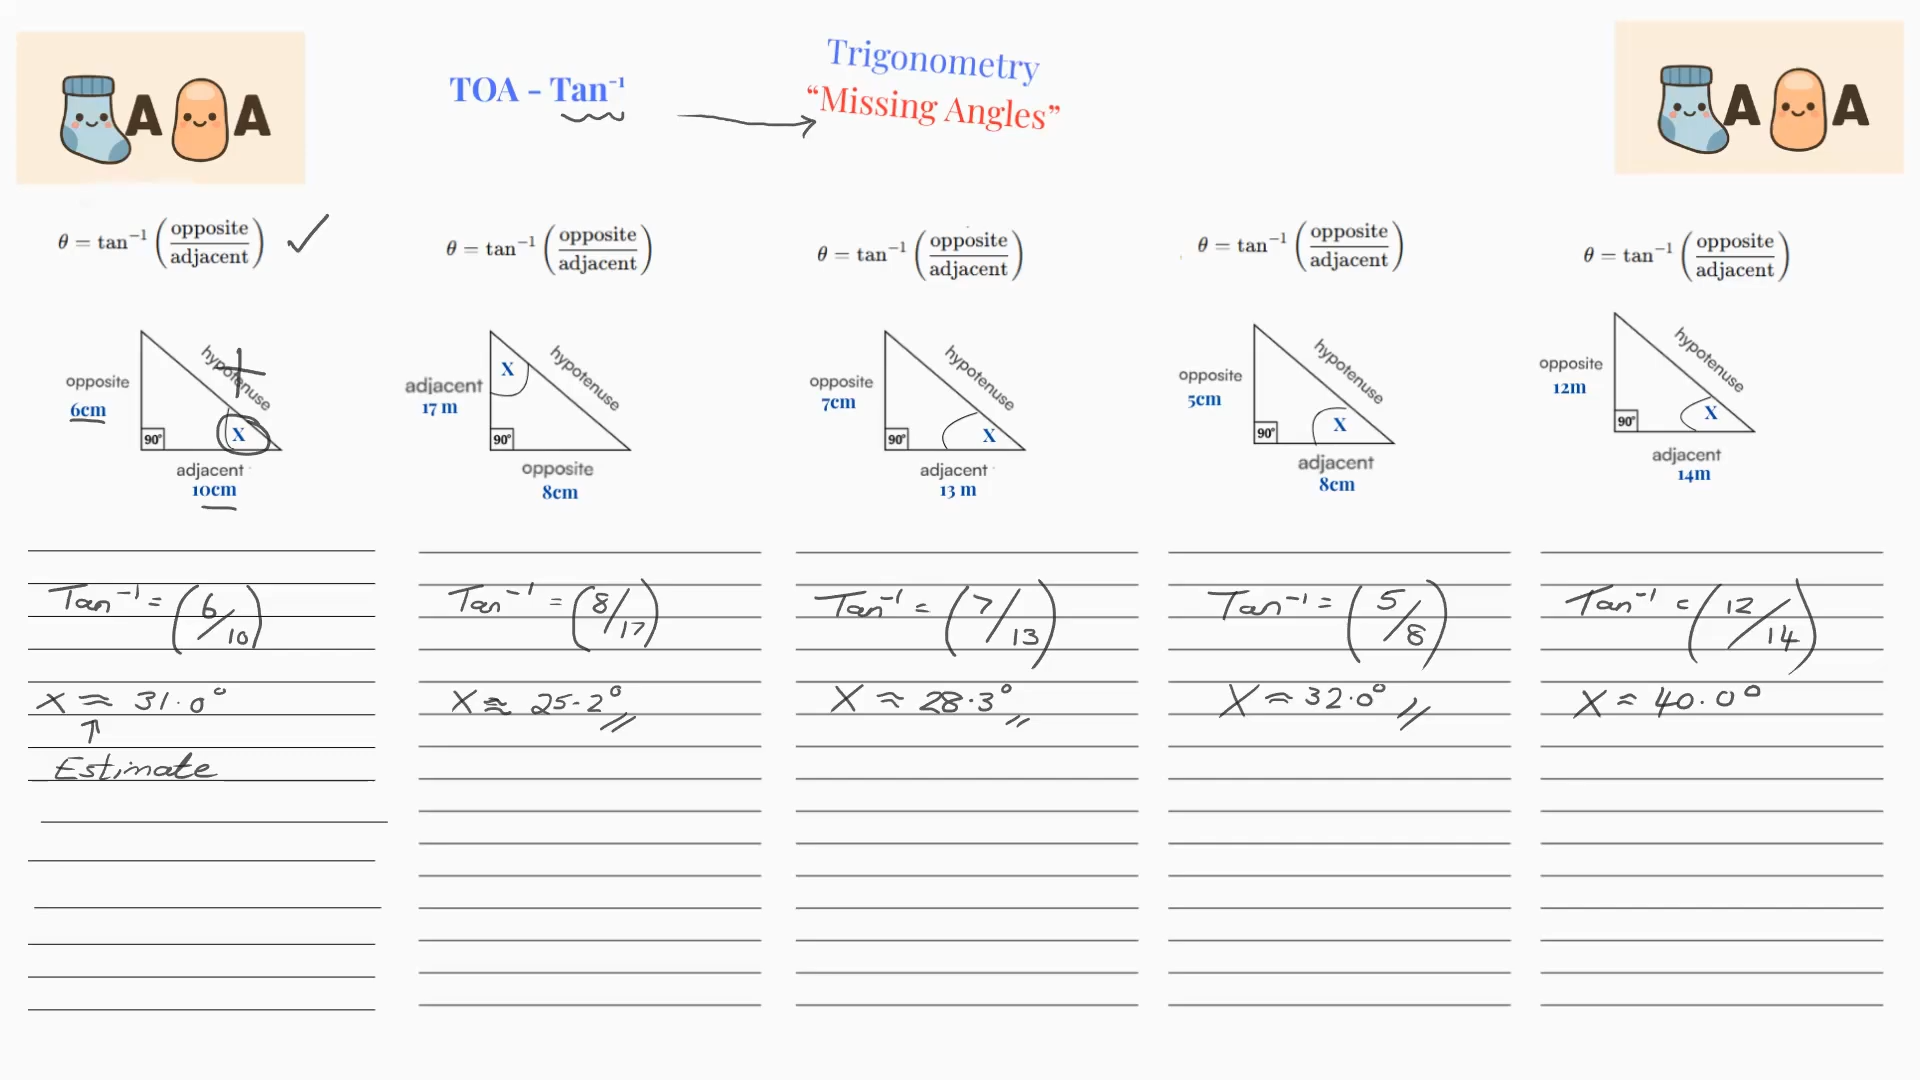 A A
TOA - Tan⁻¹
Trigonometry
“Missing Angles”
A A
θ = tan⁻¹ (opposite/adjacent) ✓
hypotenuse
opposite
6cm
X
90°
adjacent
10cm
Tan⁻¹ = (6/10)
X ≈ 31.0°
↑
Estimate
θ = tan⁻¹ (opposite/adjacent)
X
hypotenuse
adjacent
17 m
90°
opposite
8cm
Tan⁻¹ = (8/17)
X ≈ 25.2°
θ = tan⁻¹ (opposite/adjacent)
hypotenuse
opposite
7cm
X
90°
adjacent
13 m
Tan⁻¹ = (7/13)
X ≈ 28.3°
θ = tan⁻¹ (opposite/adjacent)
hypotenuse
opposite
5cm
X
90°
adjacent
8cm
Tan⁻¹ = (5/8)
X ≈ 32.0°
θ = tan⁻¹ (opposite/adjacent)
hypotenuse
opposite
12m
X
90°
adjacent
14m
Tan⁻¹ = (12/14)
X ≈ 40.0°